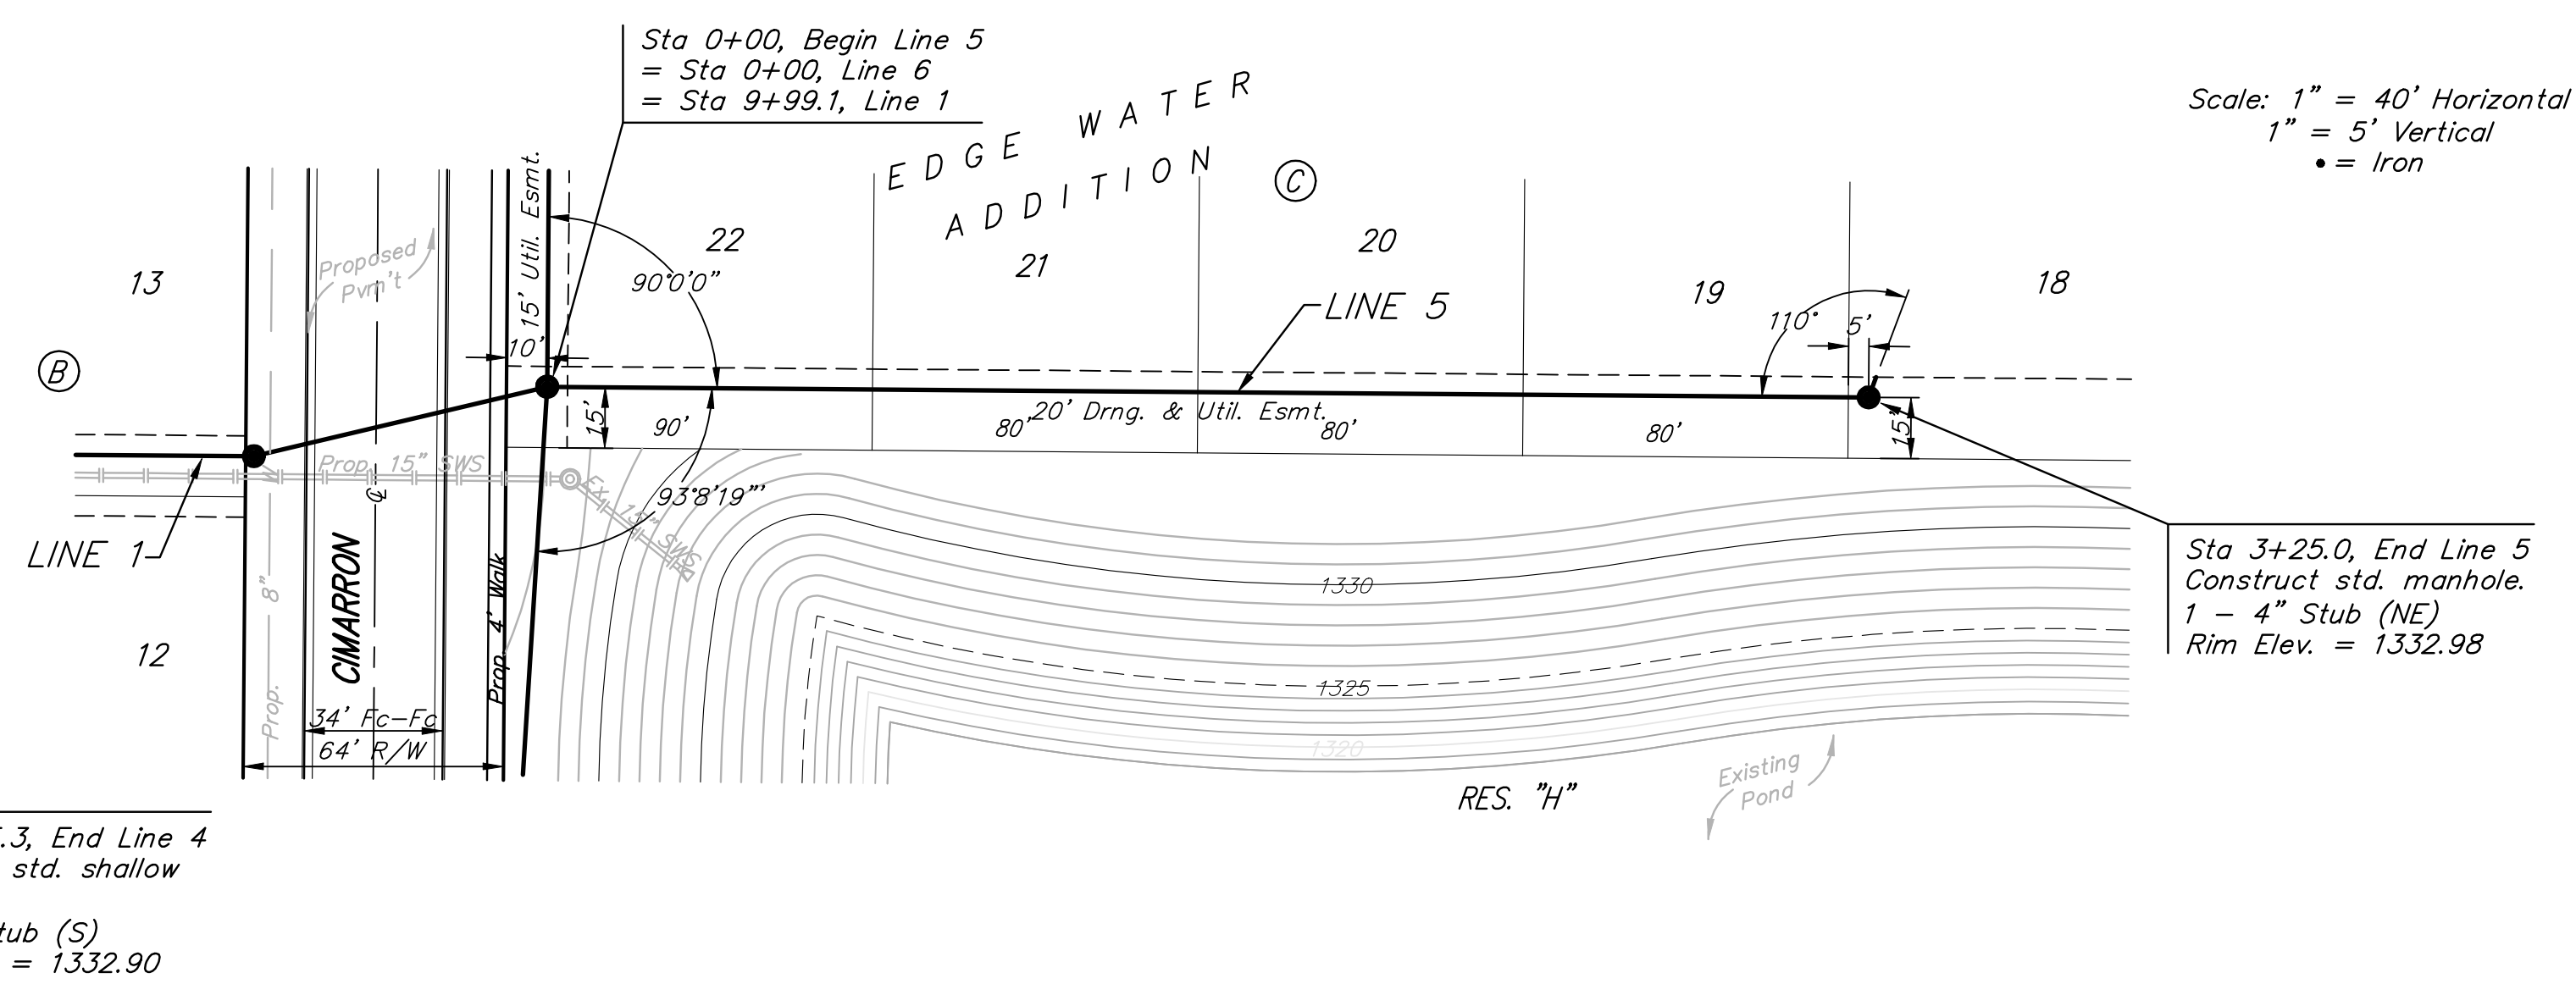 Sta 0+00, Begin Line 5
= Sta 0+00, Line 6
= Sta 9+99.1, Line 1
EDGE WATER
ADDITION
C
Scale: 1" = 40' Horizontal
1" = 5' Vertical
• = Iron
15' Util. Esmt.
13
Proposed
Pvm't
22
21
20
19
18
90°0'0"
LINE 5
110°
5'
10'
B
15'
90'
80'
20' Drng. & Util. Esmt.
80'
80'
15'
Prop. 15" SWS
Ex. 15" SWS
93°8'19"
LINE 1
CIMARRON
Prop. 4' Walk
Prop. 8"
W
℄
12
34' Fc-Fc
64' R/W
1330
1325
1320
Existing
Pond
RES. "H"
Sta 3+25.0, End Line 5
Construct std. manhole.
1 - 4" Stub (NE)
Rim Elev. = 1332.98
.3, End Line 4
std. shallow
tub (S)
= 1332.90